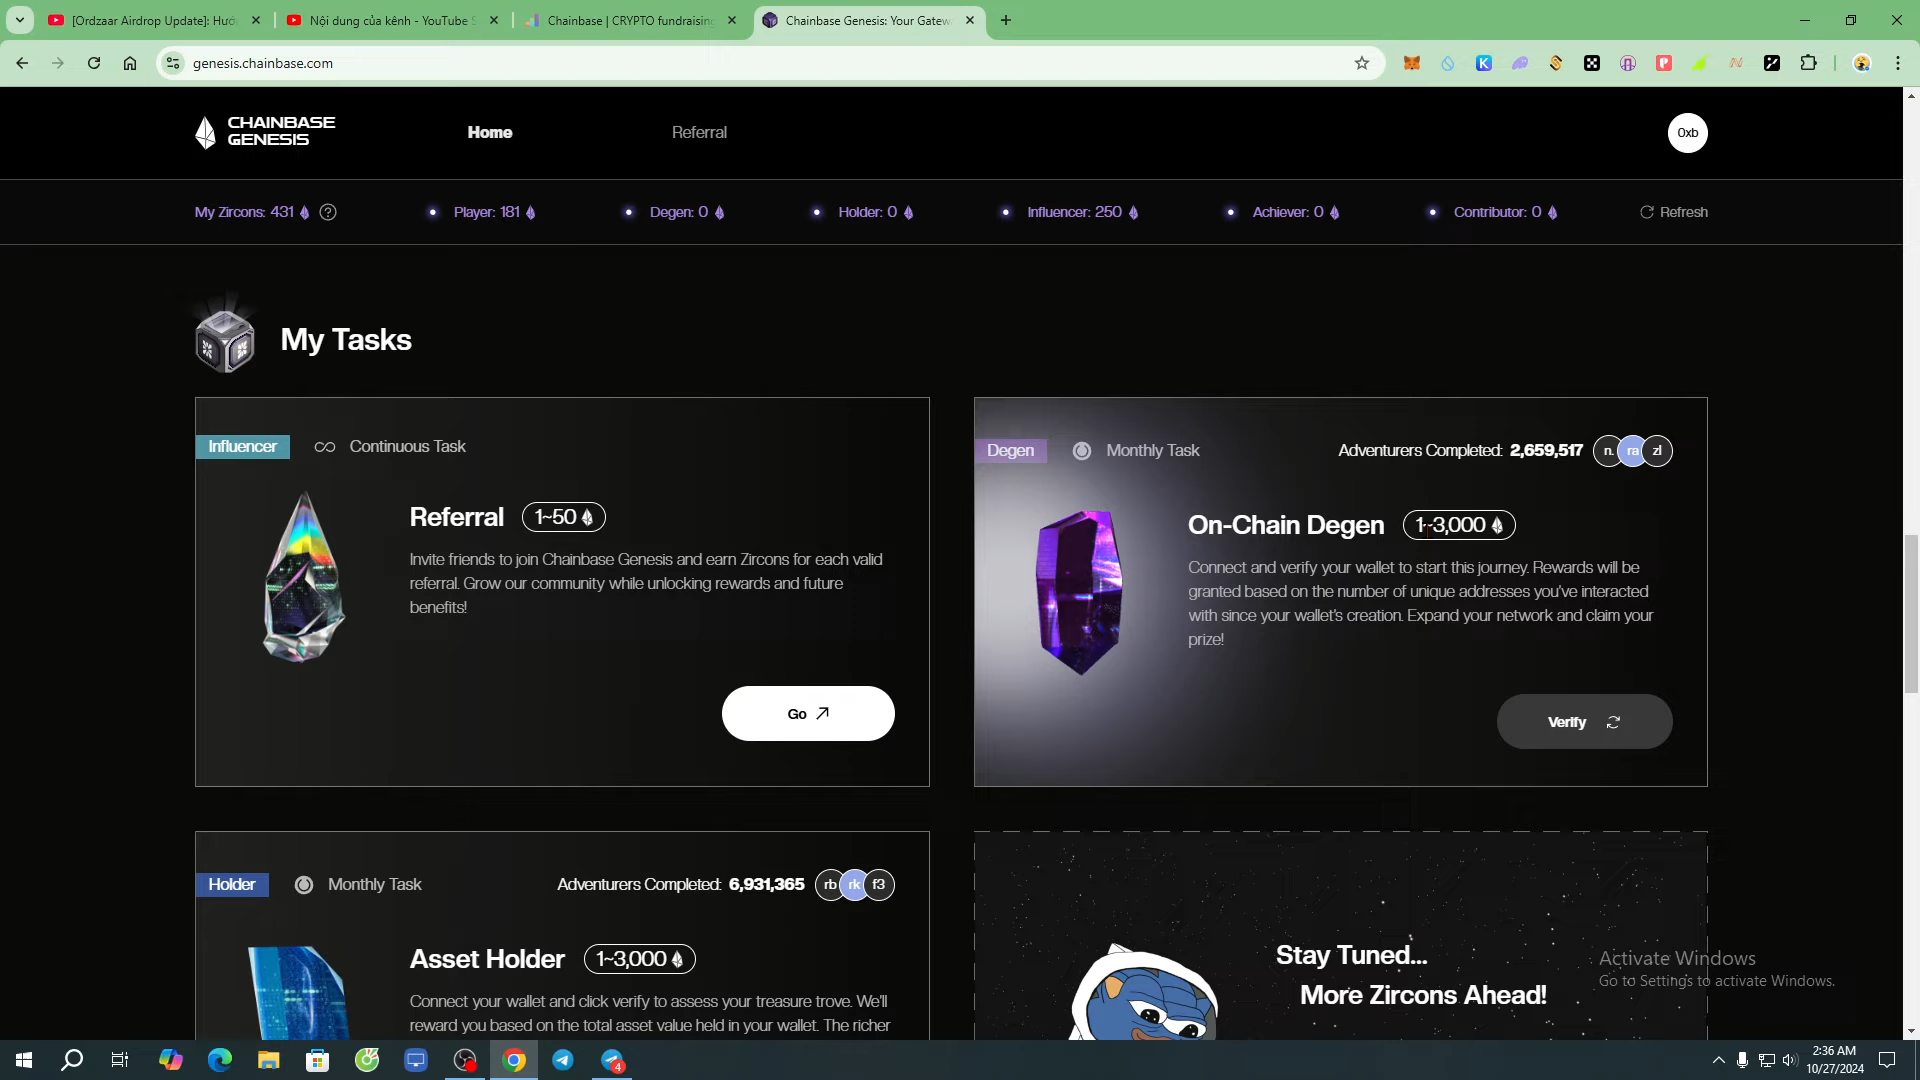 [Ordzaar Airdrop Update]: Hướ
Nội dung của kênh - YouTube S
Chainbase | CRYPTO fundraising
Chainbase Genesis: Your Gatew
genesis.chainbase.com
CHAINBASE
GENESIS
Home
Referral
0xb
My Zircons: 431
Player: 181
Degen: 0
Holder: 0
Influencer: 250
Achiever: 0
Contributor: 0
Refresh
My Tasks
Influencer
Continuous Task
Referral
1~50
Invite friends to join Chainbase Genesis and earn Zircons for each valid
referral. Grow our community while unlocking rewards and future
benefits!
Go
Degen
Monthly Task
Adventurers Completed: 2,659,517
n.
ra
zl
On-Chain Degen
1~3,000
Connect and verify your wallet to start this journey. Rewards will be
granted based on the number of unique addresses you've interacted
with since your wallet's creation. Expand your network and claim your
prize!
Verify
Holder
Monthly Task
Adventurers Completed: 6,931,365
rb
rk
f3
Asset Holder
1~3,000
Connect your wallet and click verify to assess your treasure trove. We'll
reward you based on the total asset value held in your wallet. The richer
Stay Tuned...
More Zircons Ahead!
Activate Windows
Go to Settings to activate Windows.
4
2:36 AM
10/27/2024